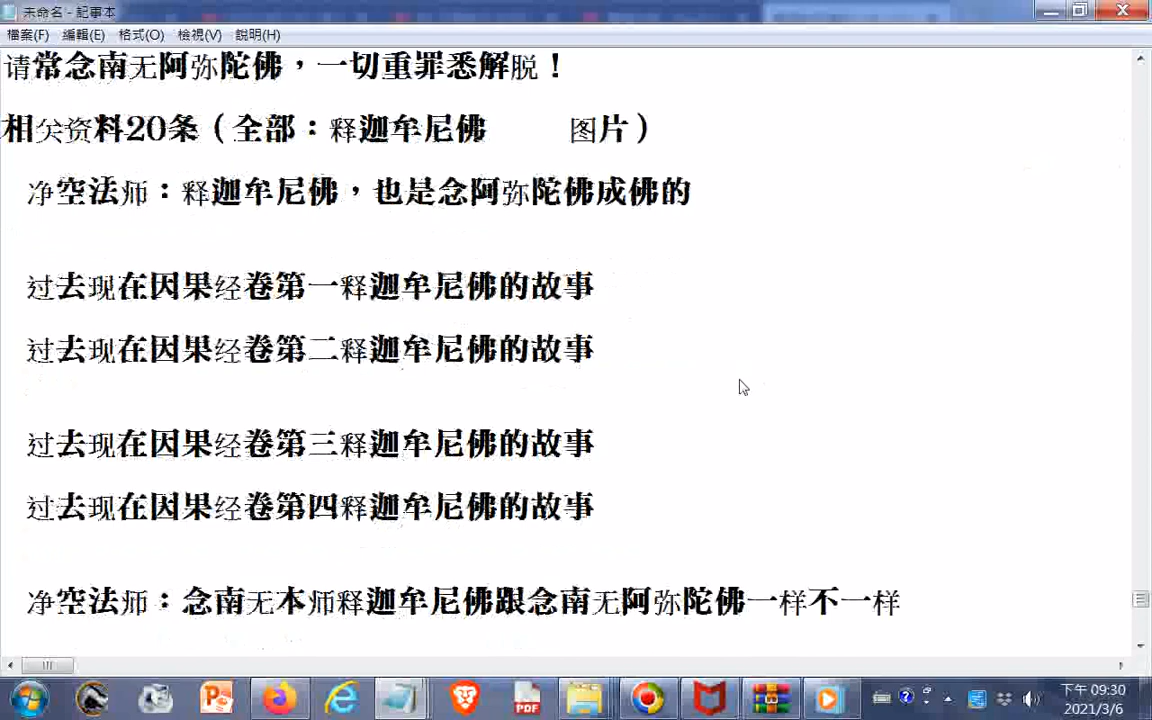 未命名 - 記事本
檔案(F) 編輯(E) 格式(O) 檢視(V) 說明(H)
请常念南无阿弥陀佛，一切重罪悉解脱！
相关资料20条（全部：释迦牟尼佛 图片）
净空法师：释迦牟尼佛，也是念阿弥陀佛成佛的
过去现在因果经卷第一释迦牟尼佛的故事
过去现在因果经卷第二释迦牟尼佛的故事
过去现在因果经卷第三释迦牟尼佛的故事
过去现在因果经卷第四释迦牟尼佛的故事
净空法师：念南无本师释迦牟尼佛跟念南无阿弥陀佛一样不一样
PDF
下午 09:30
2021/3/6